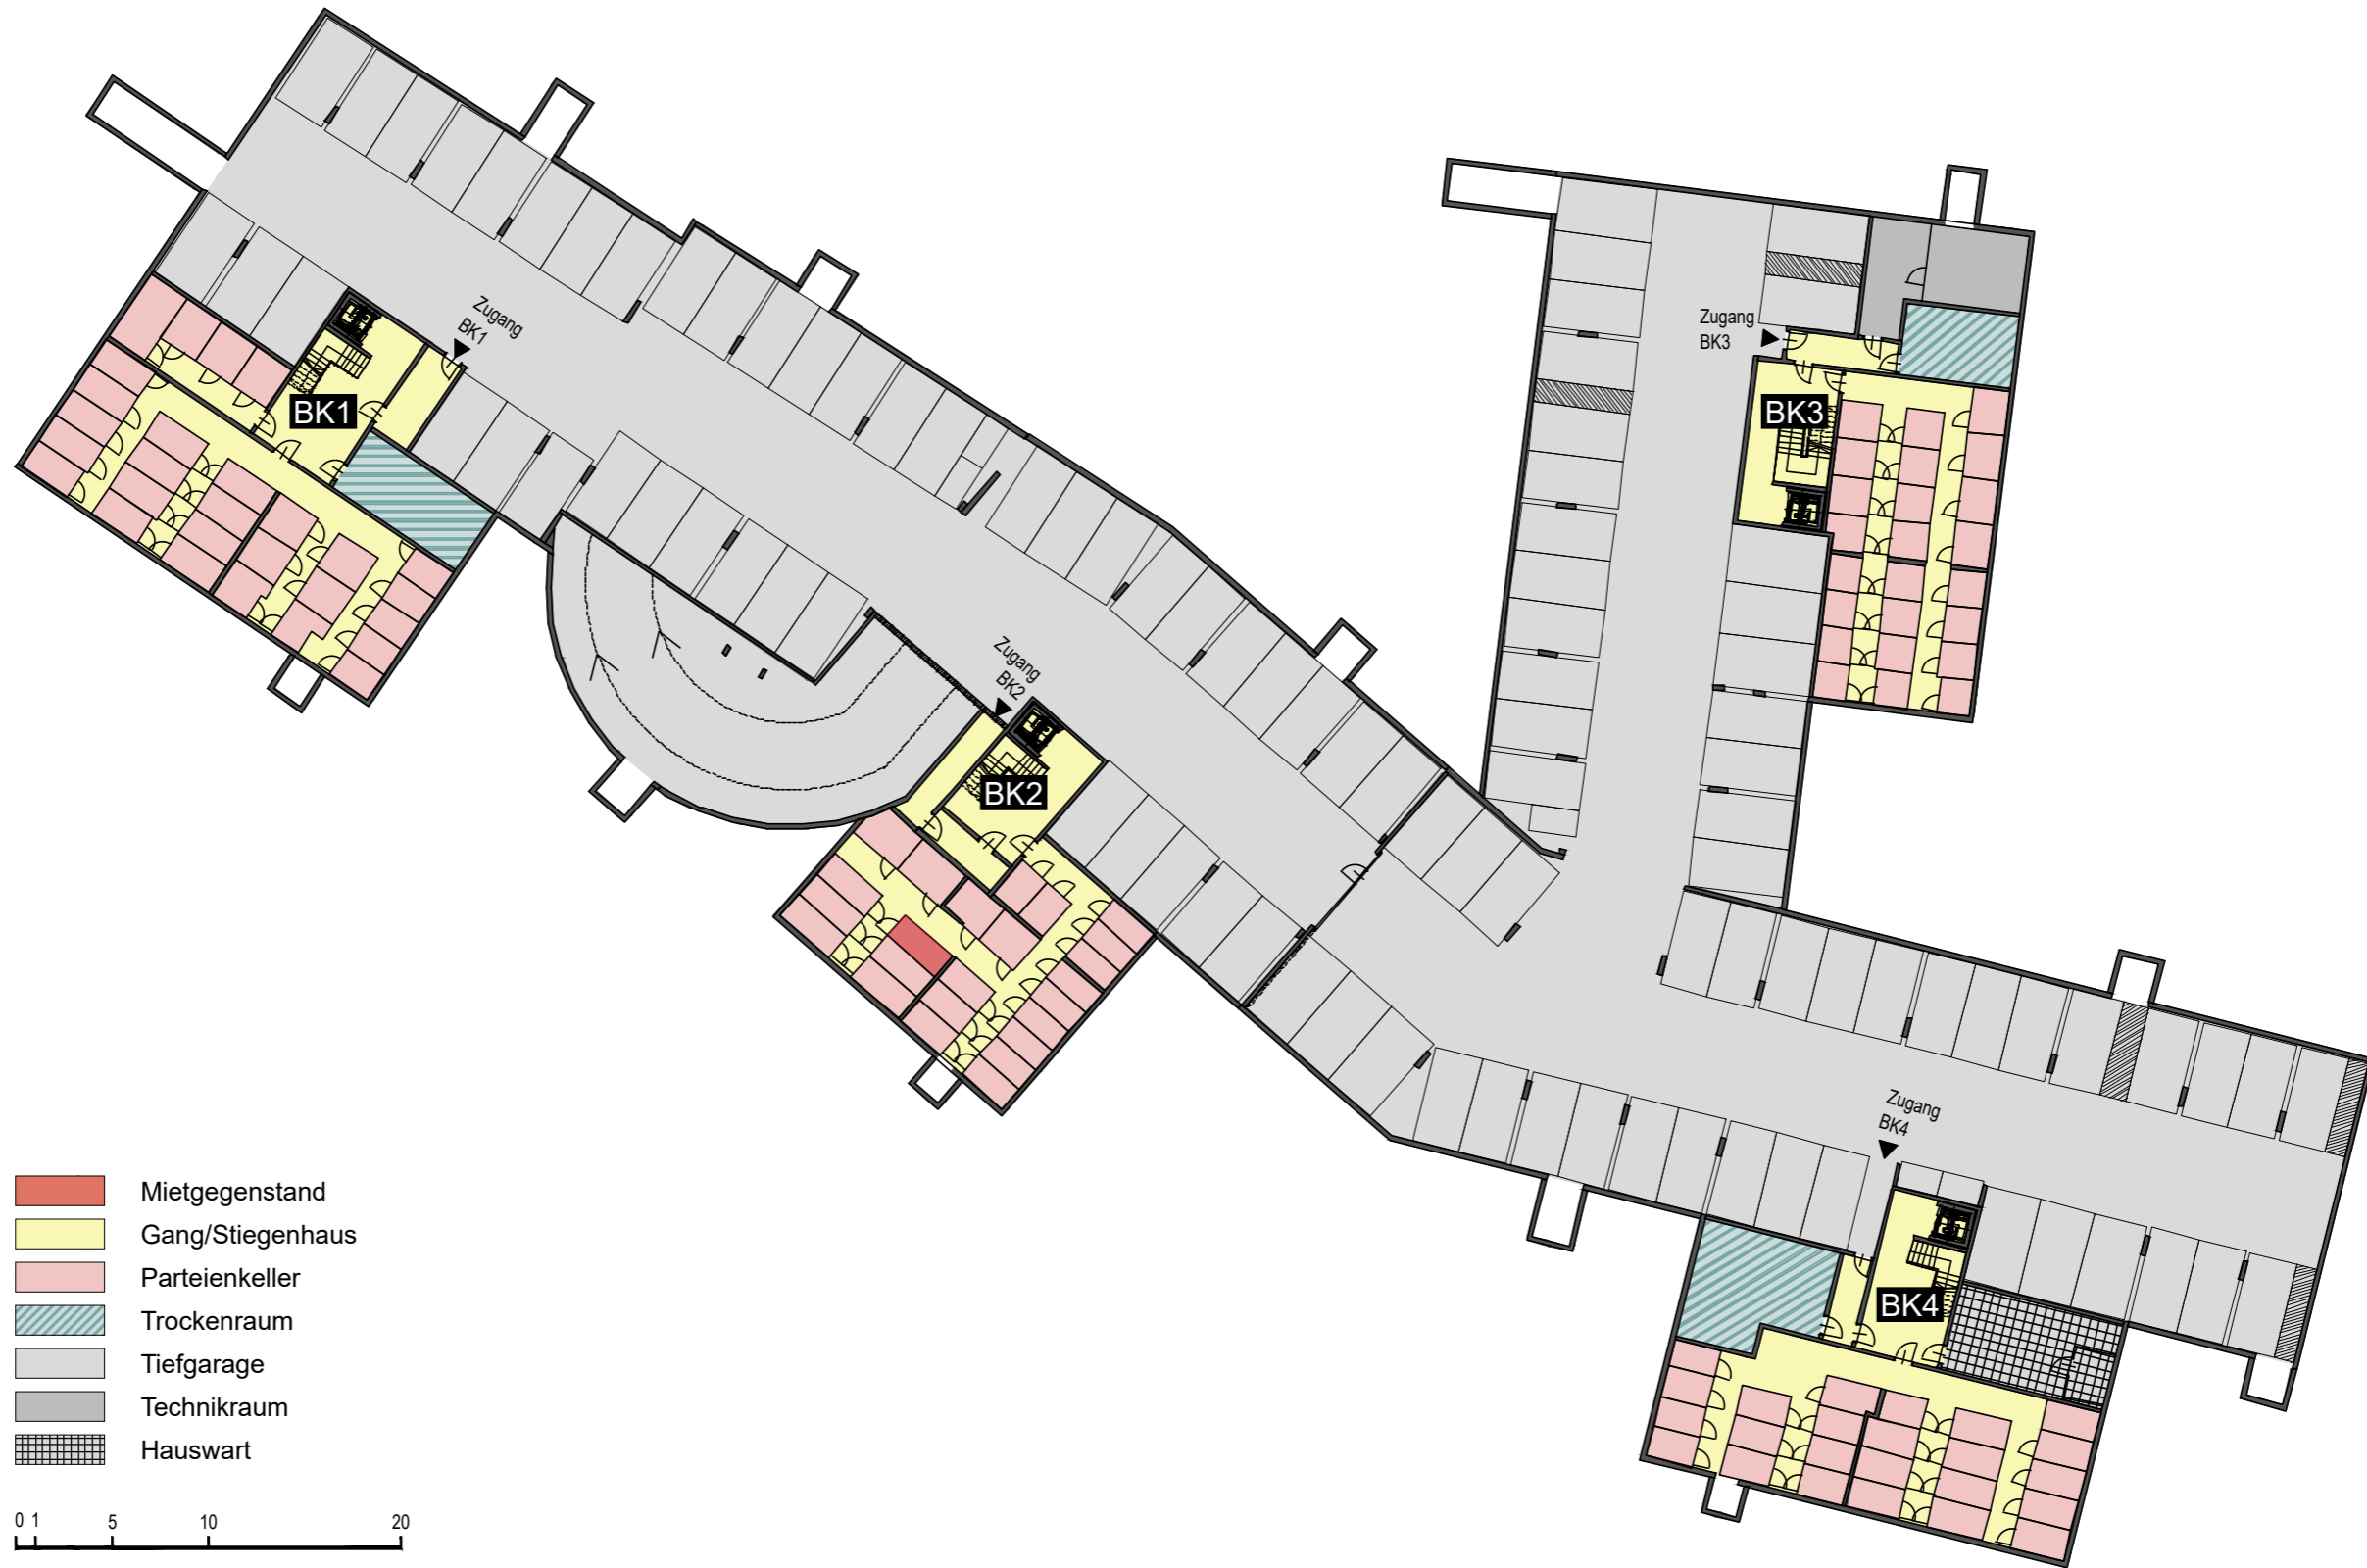 Zugang
BK1
BK1
Zugang
BK2
BK2
Zugang
BK3
BK3
Zugang
BK4
BK4
Mietgegenstand
Gang/Stiegenhaus
Parteienkeller
Trockenraum
Tiefgarage
Technikraum
Hauswart
0 1 5 10 20